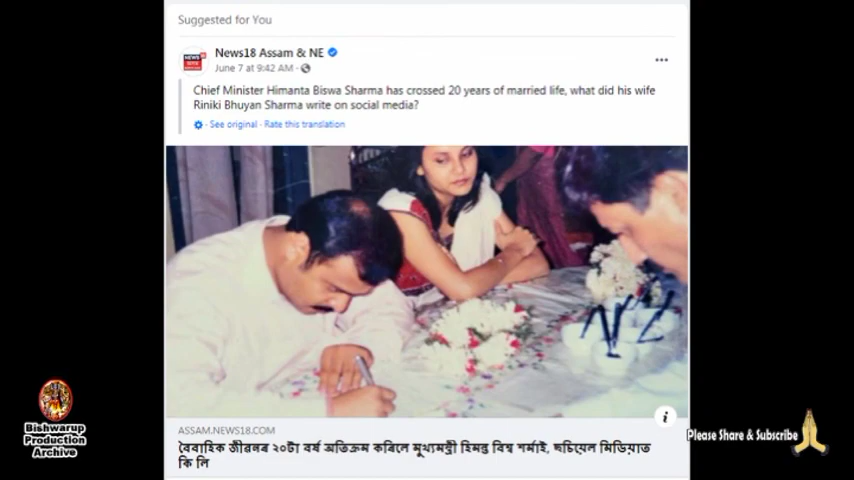 Suggested for You
News18 Assam & NE
June 7 at 9:42 AM ·
Chief Minister Himanta Biswa Sharma has crossed 20 years of married life, what did his wife
Riniki Bhuyan Sharma write on social media?
· See original · Rate this translation
ASSAM.NEWS18.COM
বৈবাহিক জীৱনৰ ২০টা বৰ্ষ অতিক্ৰম কৰিলে মুখ্যমন্ত্ৰী হিমন্ত বিশ্ব শৰ্মাই, ছচিয়েল মিডিয়াত
কি লি
Bishwarup
Production
Archive
Please Share & Subscribe